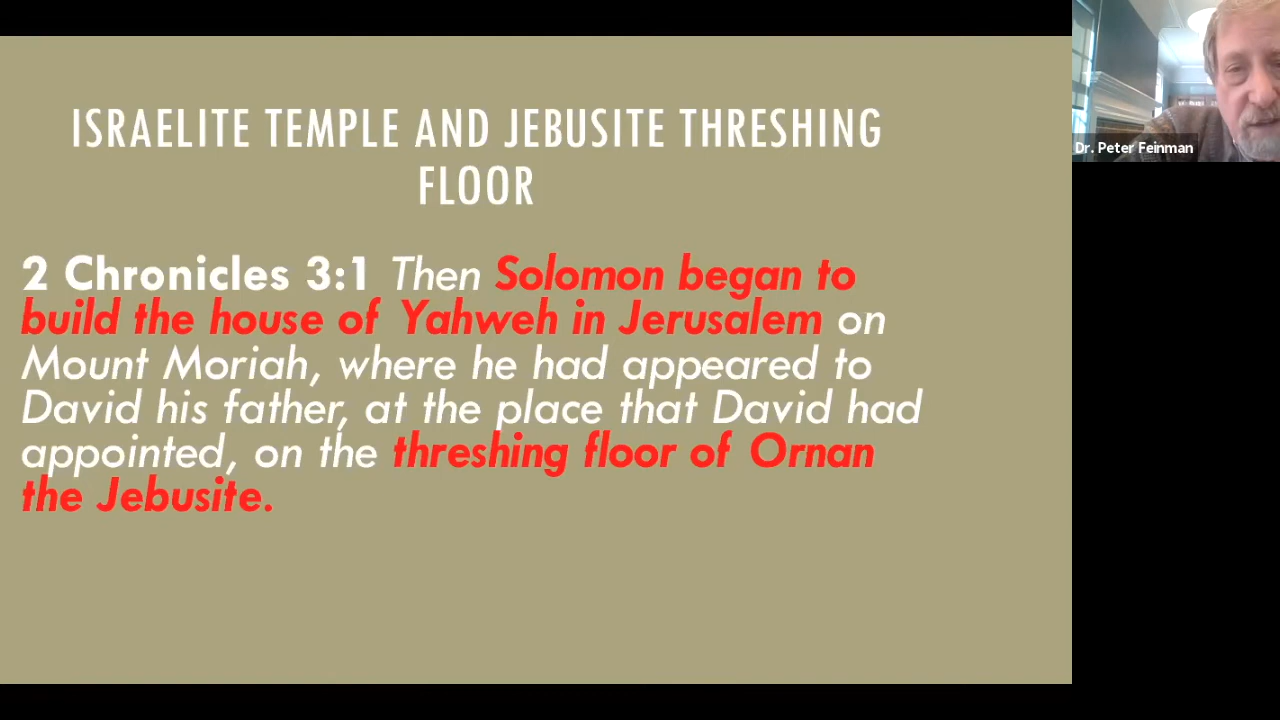 ISRAELITE TEMPLE AND JEBUSITE THRESHING
FLOOR
2 Chronicles 3:1 Then Solomon began to
build the house of Yahweh in Jerusalem on
Mount Moriah, where he had appeared to
David his father, at the place that David had
appointed, on the threshing floor of Ornan
the Jebusite.
Dr. Peter Feinman